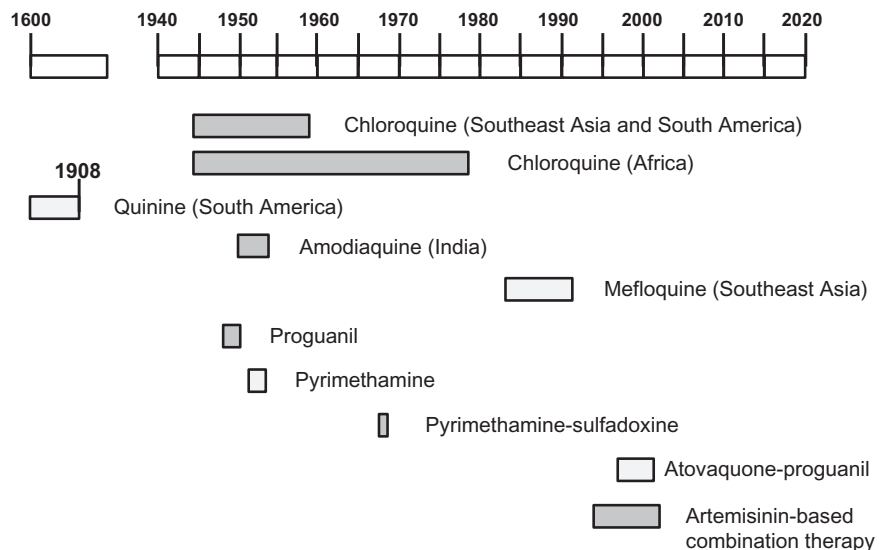 1600 1940 1950 1960 1970 1980 1990 2000 2010 2020
Chloroquine (Southeast Asia and South America)
Chloroquine (Africa)
1908
Quinine (South America)
Amodiaquine (India)
Mefloquine (Southeast Asia)
Proguanil
Pyrimethamine
Pyrimethamine-sulfadoxine
Atovaquone-proguanil
Artemisinin-based
combination therapy